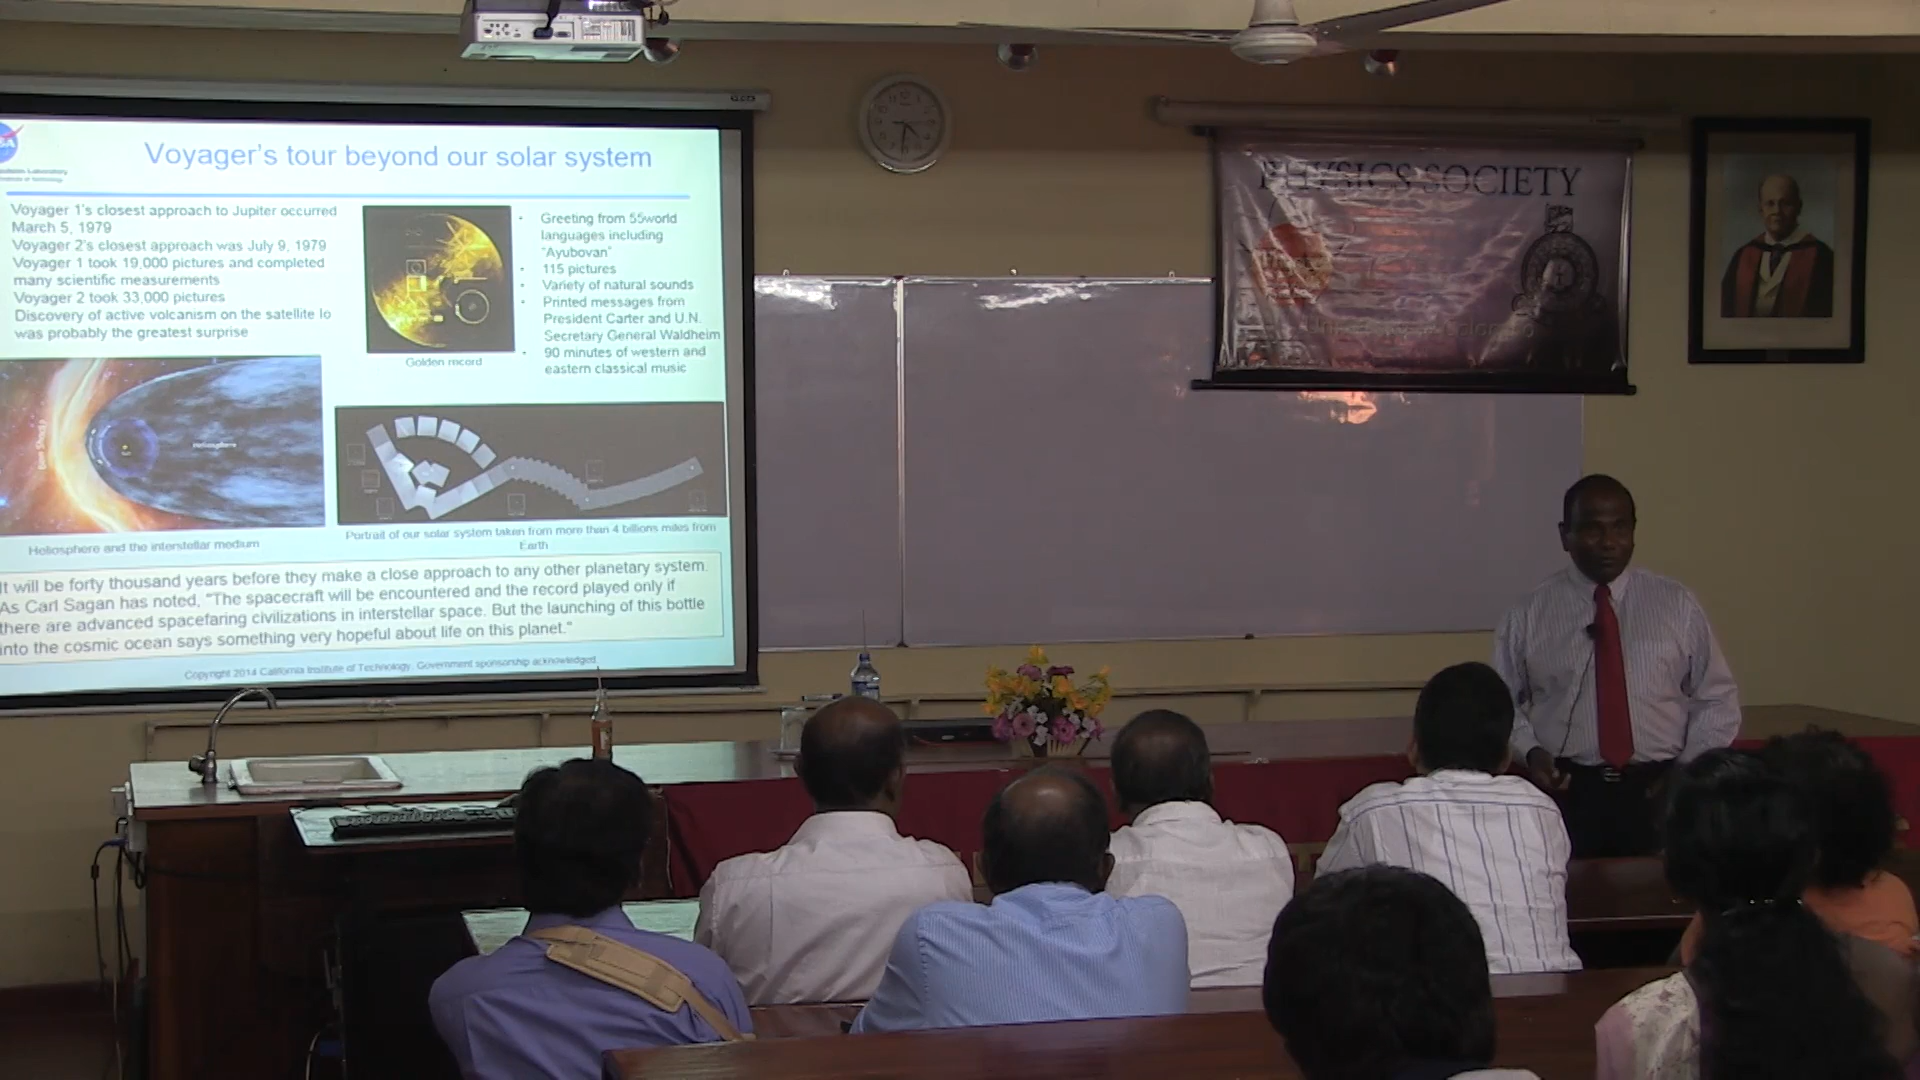 Voyager's tour beyond our solar system
Voyager 1's closest approach to Jupiter occurred
March 5, 1979
Voyager 2's closest approach was July 9, 1979
Voyager 1 took 19,000 pictures and completed
many scientific measurements
Voyager 2 took 33,000 pictures
Discovery of active volcanism on the satellite Io
was probably the greatest surprise
Golden record
Greeting from 55world
languages including
"Ayubovan"
115 pictures
Variety of natural sounds
Printed messages from
President Carter and U.N.
Secretary General Waldheim
90 minutes of western and
eastern classical music
Bow Shock
Heliosphere
Heliosphere and the interstellar medium
Portrait of our solar system taken from more than 4 billions miles from
Earth
It will be forty thousand years before they make a close approach to any other planetary system.
As Carl Sagan has noted, "The spacecraft will be encountered and the record played only if
there are advanced spacefaring civilizations in interstellar space. But the launching of this bottle
into the cosmic ocean says something very hopeful about life on this planet."
Copyright 2014 California Institute of Technology. Government sponsorship acknowledged.
PHYSICS SOCIETY